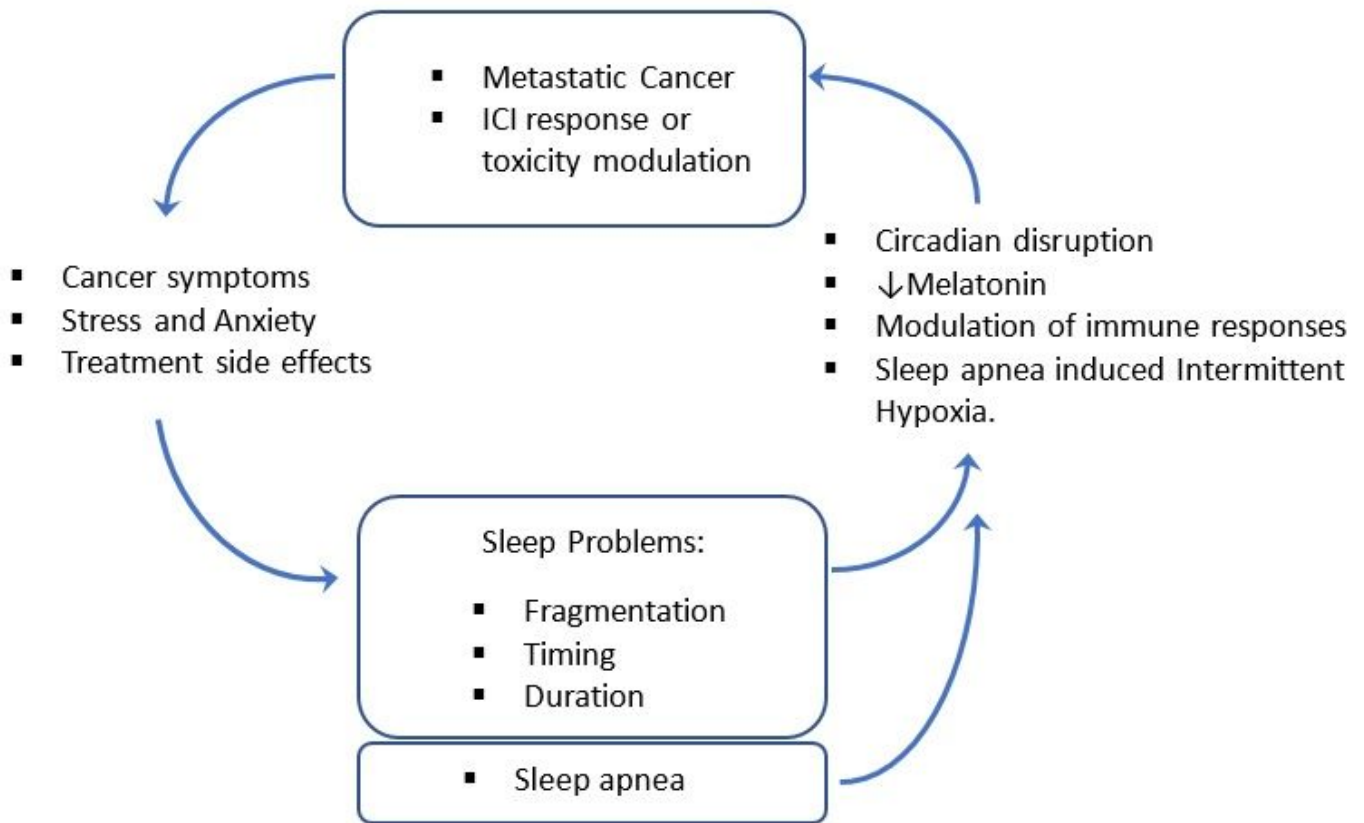 ▪ Metastatic Cancer
▪ ICI response or
toxicity modulation
▪ Cancer symptoms
▪ Stress and Anxiety
▪ Treatment side effects
▪ Circadian disruption
▪ ↓Melatonin
▪ Modulation of immune responses
▪ Sleep apnea induced Intermittent
Hypoxia.
Sleep Problems:
▪ Fragmentation
▪ Timing
▪ Duration
▪ Sleep apnea